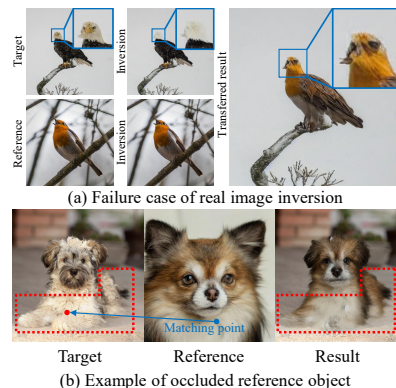 Target
Inversion
Transferred result
Reference
Inversion
(a) Failure case of real image inversion
Matching point
Target Reference Result
(b) Example of occluded reference object